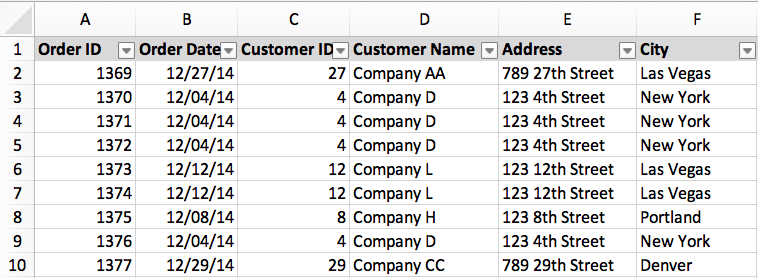 A B C D E F
1 Order ID Order Date Customer ID Customer Name Address City
2 1369 12/27/14 27 Company AA 789 27th Street Las Vegas
3 1370 12/04/14 4 Company D 123 4th Street New York
4 1371 12/04/14 4 Company D 123 4th Street New York
5 1372 12/04/14 4 Company D 123 4th Street New York
6 1373 12/12/14 12 Company L 123 12th Street Las Vegas
7 1374 12/12/14 12 Company L 123 12th Street Las Vegas
8 1375 12/08/14 8 Company H 123 8th Street Portland
9 1376 12/04/14 4 Company D 123 4th Street New York
10 1377 12/29/14 29 Company CC 789 29th Street Denver